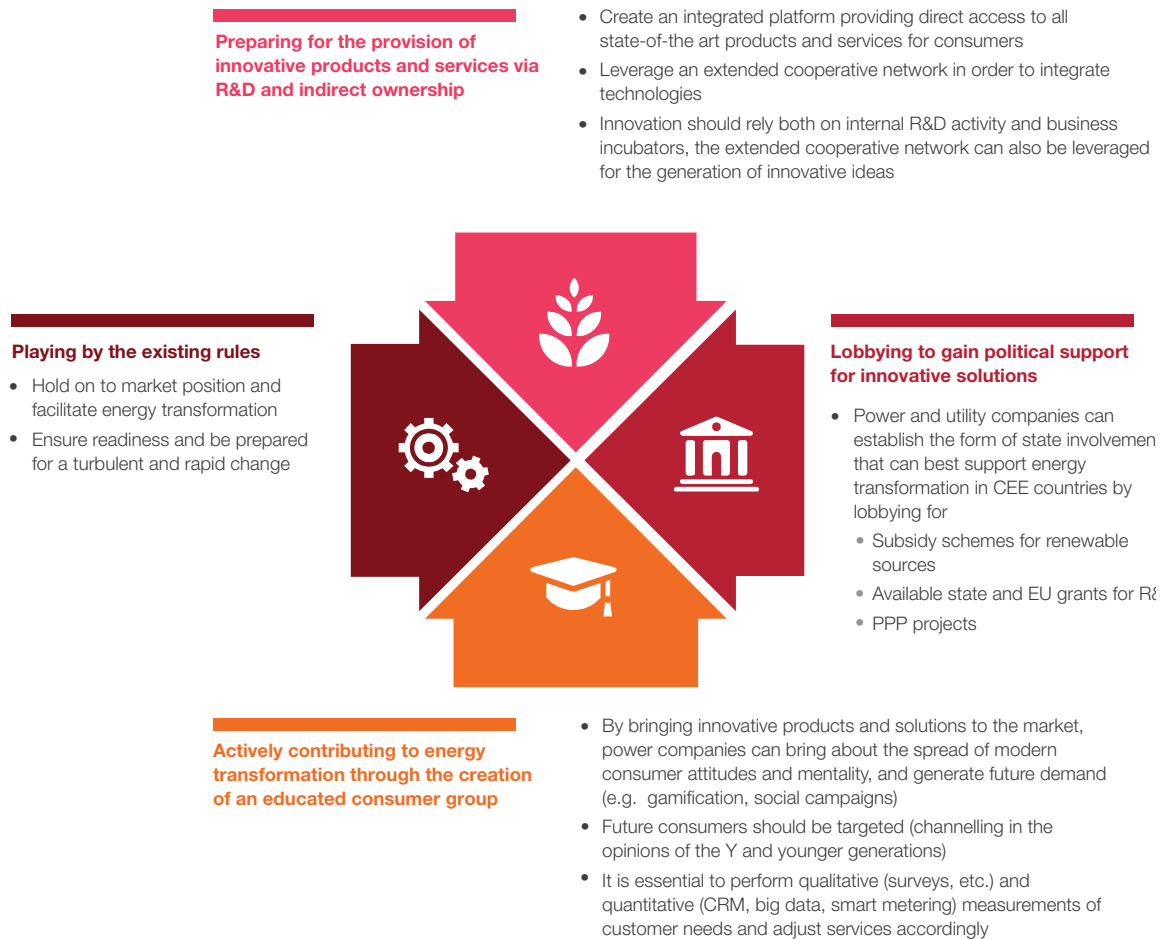 Preparing for the provision of
innovative products and services via
R&D and indirect ownership
• Create an integrated platform providing direct access to all
state-of-the art products and services for consumers
• Leverage an extended cooperative network in order to integrate
technologies
• Innovation should rely both on internal R&D activity and business
incubators, the extended cooperative network can also be leveraged
for the generation of innovative ideas
Playing by the existing rules
• Hold on to market position and
facilitate energy transformation
• Ensure readiness and be prepared
for a turbulent and rapid change
Lobbying to gain political support
for innovative solutions
• Power and utility companies can
establish the form of state involvemen
that can best support energy
transformation in CEE countries by
lobbying for
• Subsidy schemes for renewable
sources
• Available state and EU grants for R&
• PPP projects
Actively contributing to energy
transformation through the creation
of an educated consumer group
• By bringing innovative products and solutions to the market,
power companies can bring about the spread of modern
consumer attitudes and mentality, and generate future demand
(e.g. gamification, social campaigns)
• Future consumers should be targeted (channelling in the
opinions of the Y and younger generations)
• It is essential to perform qualitative (surveys, etc.) and
quantitative (CRM, big data, smart metering) measurements of
customer needs and adjust services accordingly